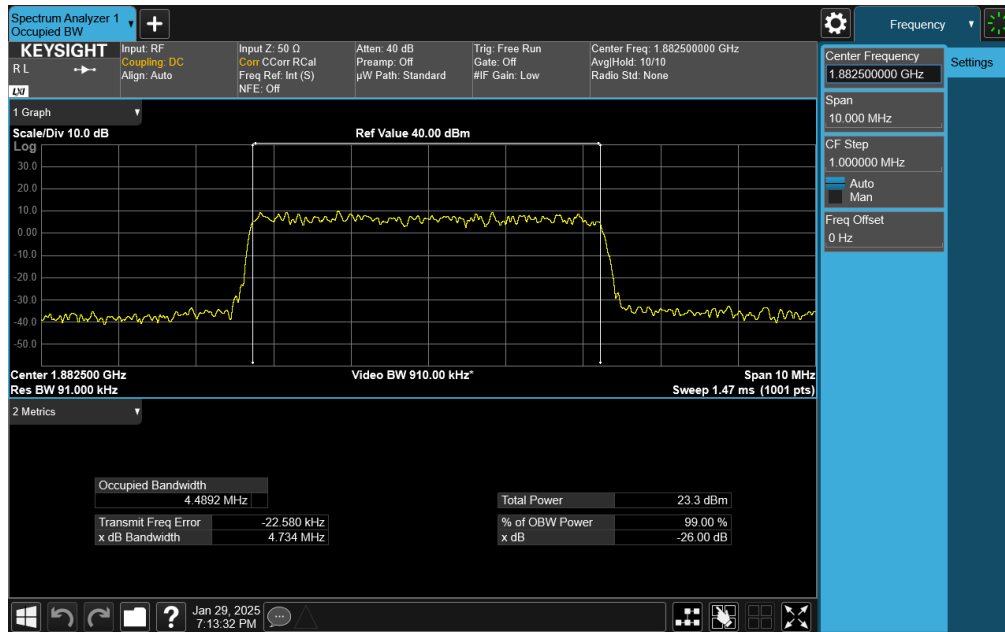 Spectrum Analyzer 1
Occupied BW
+
Frequency
KEYSIGHT
R L
LXI
Input: RF
Coupling: DC
Align: Auto
Input Z: 50 Ω
Corr CCorr RCal
Freq Ref: Int (S)
NFE: Off
Atten: 40 dB
Preamp: Off
µW Path: Standard
Trig: Free Run
Gate: Off
#IF Gain: Low
Center Freq: 1.882500000 GHz
Avg|Hold: 10/10
Radio Std: None
Center Frequency
1.882500000 GHz
Settings
Span
10.000 MHz
CF Step
1.000000 MHz
Auto
Man
Freq Offset
0 Hz
1 Graph
Scale/Div 10.0 dB
Ref Value 40.00 dBm
Log
30.0
20.0
10.0
0.00
-10.0
-20.0
-30.0
-40.0
-50.0
Center 1.882500 GHz
Video BW 910.00 kHz*
Span 10 MHz
Res BW 91.000 kHz
Sweep 1.47 ms (1001 pts)
2 Metrics
Occupied Bandwidth
4.4892 MHz
Total Power 23.3 dBm
Transmit Freq Error -22.580 kHz
% of OBW Power 99.00 %
x dB Bandwidth 4.734 MHz
x dB -26.00 dB
?
Jan 29, 2025
7:13:32 PM